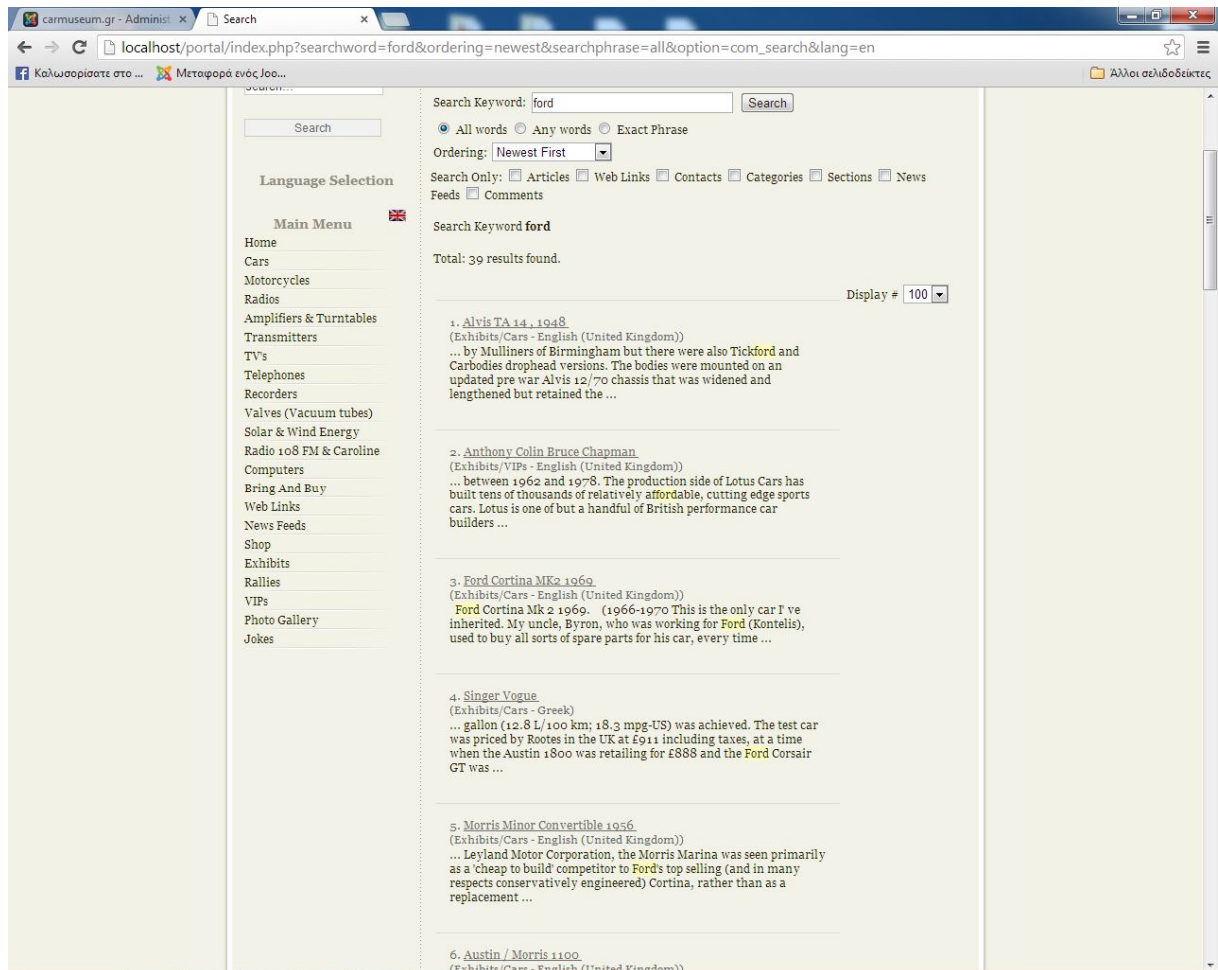 carmuseum.gr - Administ
Search
localhost/portal/index.php?searchword=ford&ordering=newest&searchphrase=all&option=com_search&lang=en
Καλωσορίσατε στο ...
Μεταφορά ενός Joo...
Άλλοι σελιδοδείκτες
Search...
Search
Language Selection
Main Menu
Home
Cars
Motorcycles
Radios
Amplifiers & Turntables
Transmitters
TV's
Telephones
Recorders
Valves (Vacuum tubes)
Solar & Wind Energy
Radio 108 FM & Caroline
Computers
Bring And Buy
Web Links
News Feeds
Shop
Exhibits
Rallies
VIPs
Photo Gallery
Jokes
Search Keyword: ford Search
All words Any words Exact Phrase
Ordering: Newest First
Search Only: Articles Web Links Contacts Categories Sections News
Feeds Comments
Search Keyword ford
Total: 39 results found.
Display # 100
1. Alvis TA 14 , 1948
(Exhibits/Cars - English (United Kingdom))
... by Mulliners of Birmingham but there were also Tickford and
Carbodies drophead versions. The bodies were mounted on an
updated pre war Alvis 12/70 chassis that was widened and
lengthened but retained the ...
2. Anthony Colin Bruce Chapman
(Exhibits/VIPs - English (United Kingdom))
... between 1962 and 1978. The production side of Lotus Cars has
built tens of thousands of relatively affordable, cutting edge sports
cars. Lotus is one of but a handful of British performance car
builders ...
3. Ford Cortina MK2 1969
(Exhibits/Cars - English (United Kingdom))
Ford Cortina Mk 2 1969. (1966-1970 This is the only car I' ve
inherited. My uncle, Byron, who was working for Ford (Kontelis),
used to buy all sorts of spare parts for his car, every time ...
4. Singer Vogue
(Exhibits/Cars - Greek)
... gallon (12.8 L/100 km; 18.3 mpg-US) was achieved. The test car
was priced by Rootes in the UK at £911 including taxes, at a time
when the Austin 1800 was retailing for £888 and the Ford Corsair
GT was ...
5. Morris Minor Convertible 1956
(Exhibits/Cars - English (United Kingdom))
... Leyland Motor Corporation, the Morris Marina was seen primarily
as a 'cheap to build' competitor to Ford's top selling (and in many
respects conservatively engineered) Cortina, rather than as a
replacement ...
6. Austin / Morris 1100
(Exhibits/Cars - English (United Kingdom))